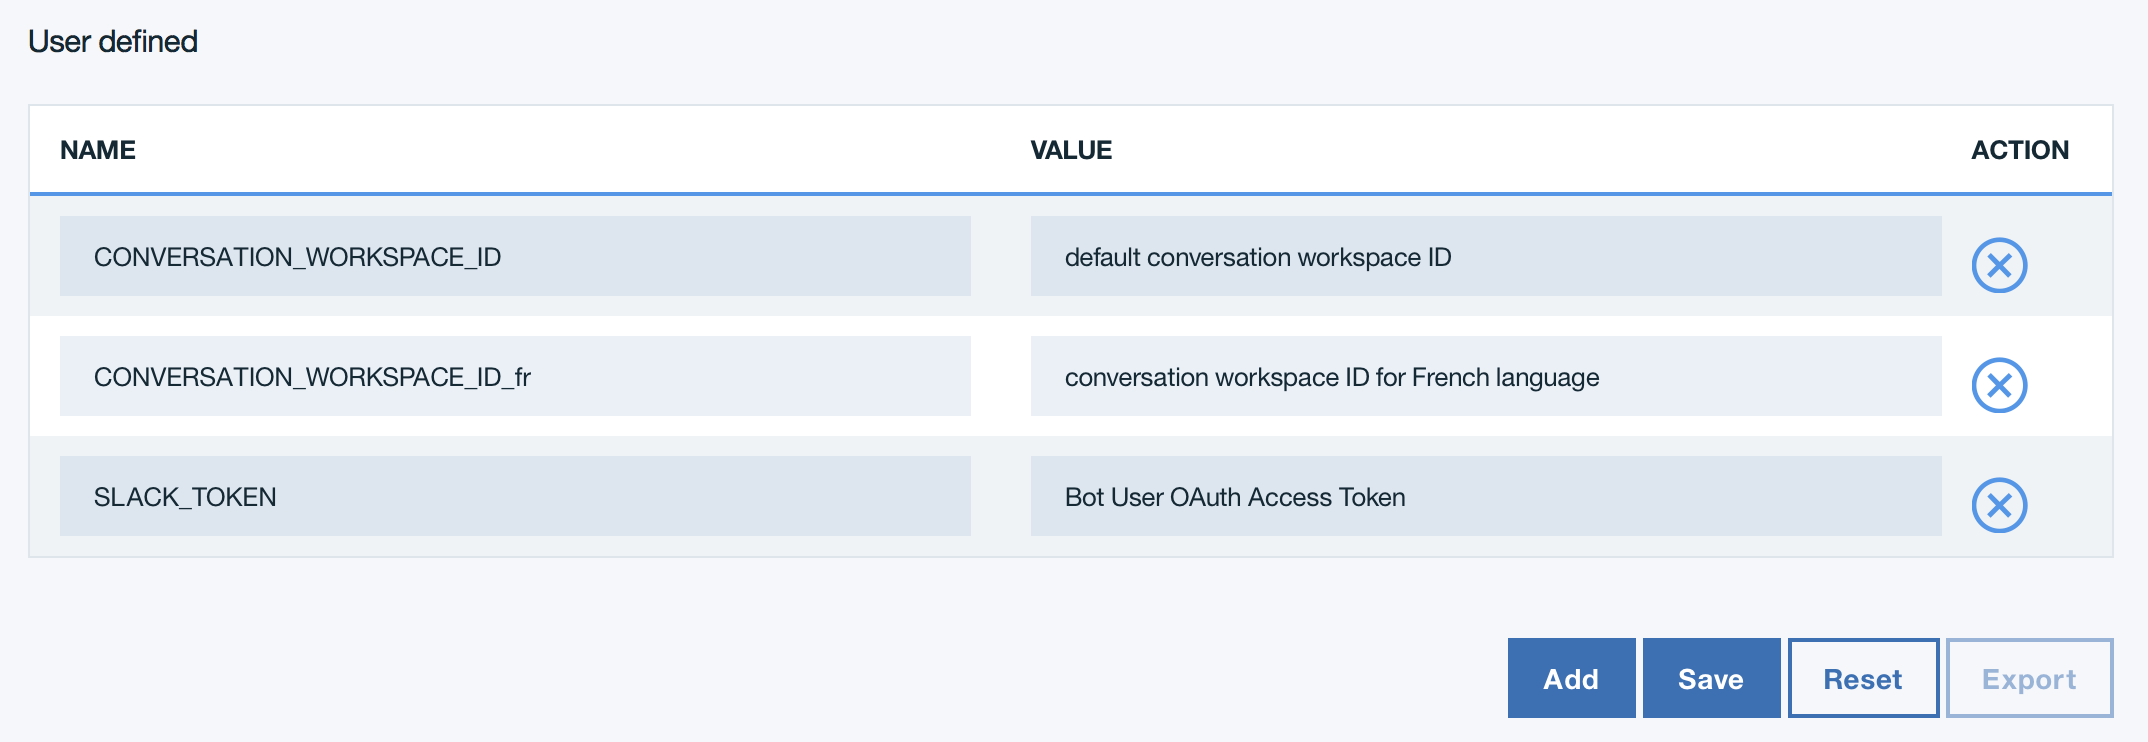 User defined
NAME VALUE ACTION
CONVERSATION_WORKSPACE_ID default conversation workspace ID
CONVERSATION_WORKSPACE_ID_fr conversation workspace ID for French language
SLACK_TOKEN Bot User OAuth Access Token
Add Save Reset Export